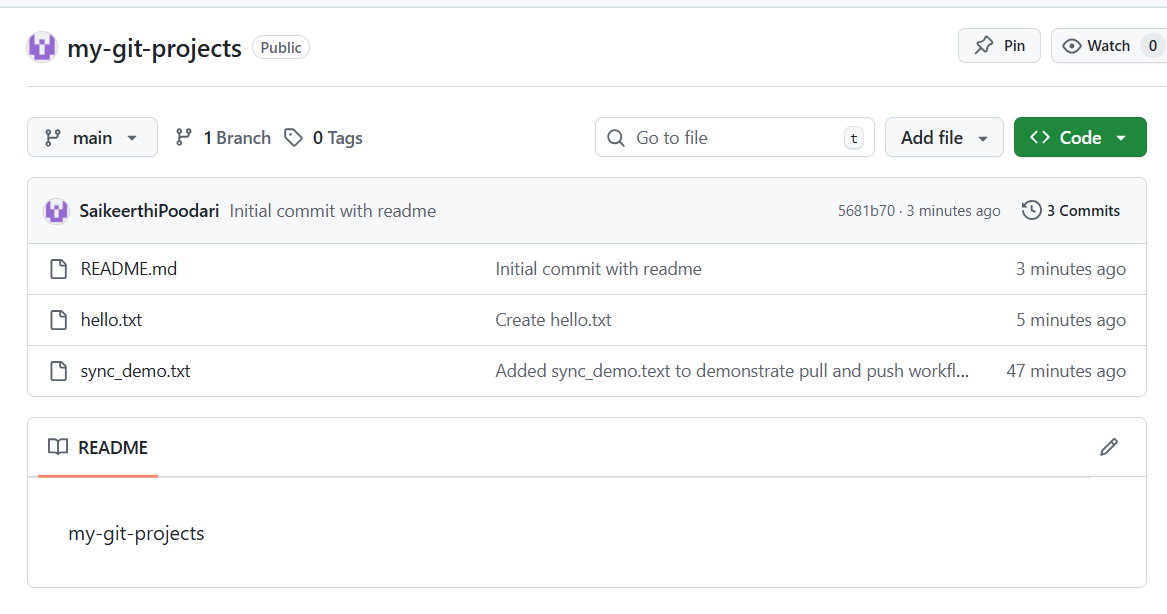 my-git-projects Public Pin Watch 0
main 1 Branch 0 Tags Go to file t Add file Code
SaikeerthiPoodari Initial commit with readme 5681b70 · 3 minutes ago 3 Commits
README.md Initial commit with readme 3 minutes ago
hello.txt Create hello.txt 5 minutes ago
sync_demo.txt Added sync_demo.text to demonstrate pull and push workfl... 47 minutes ago
README
my-git-projects